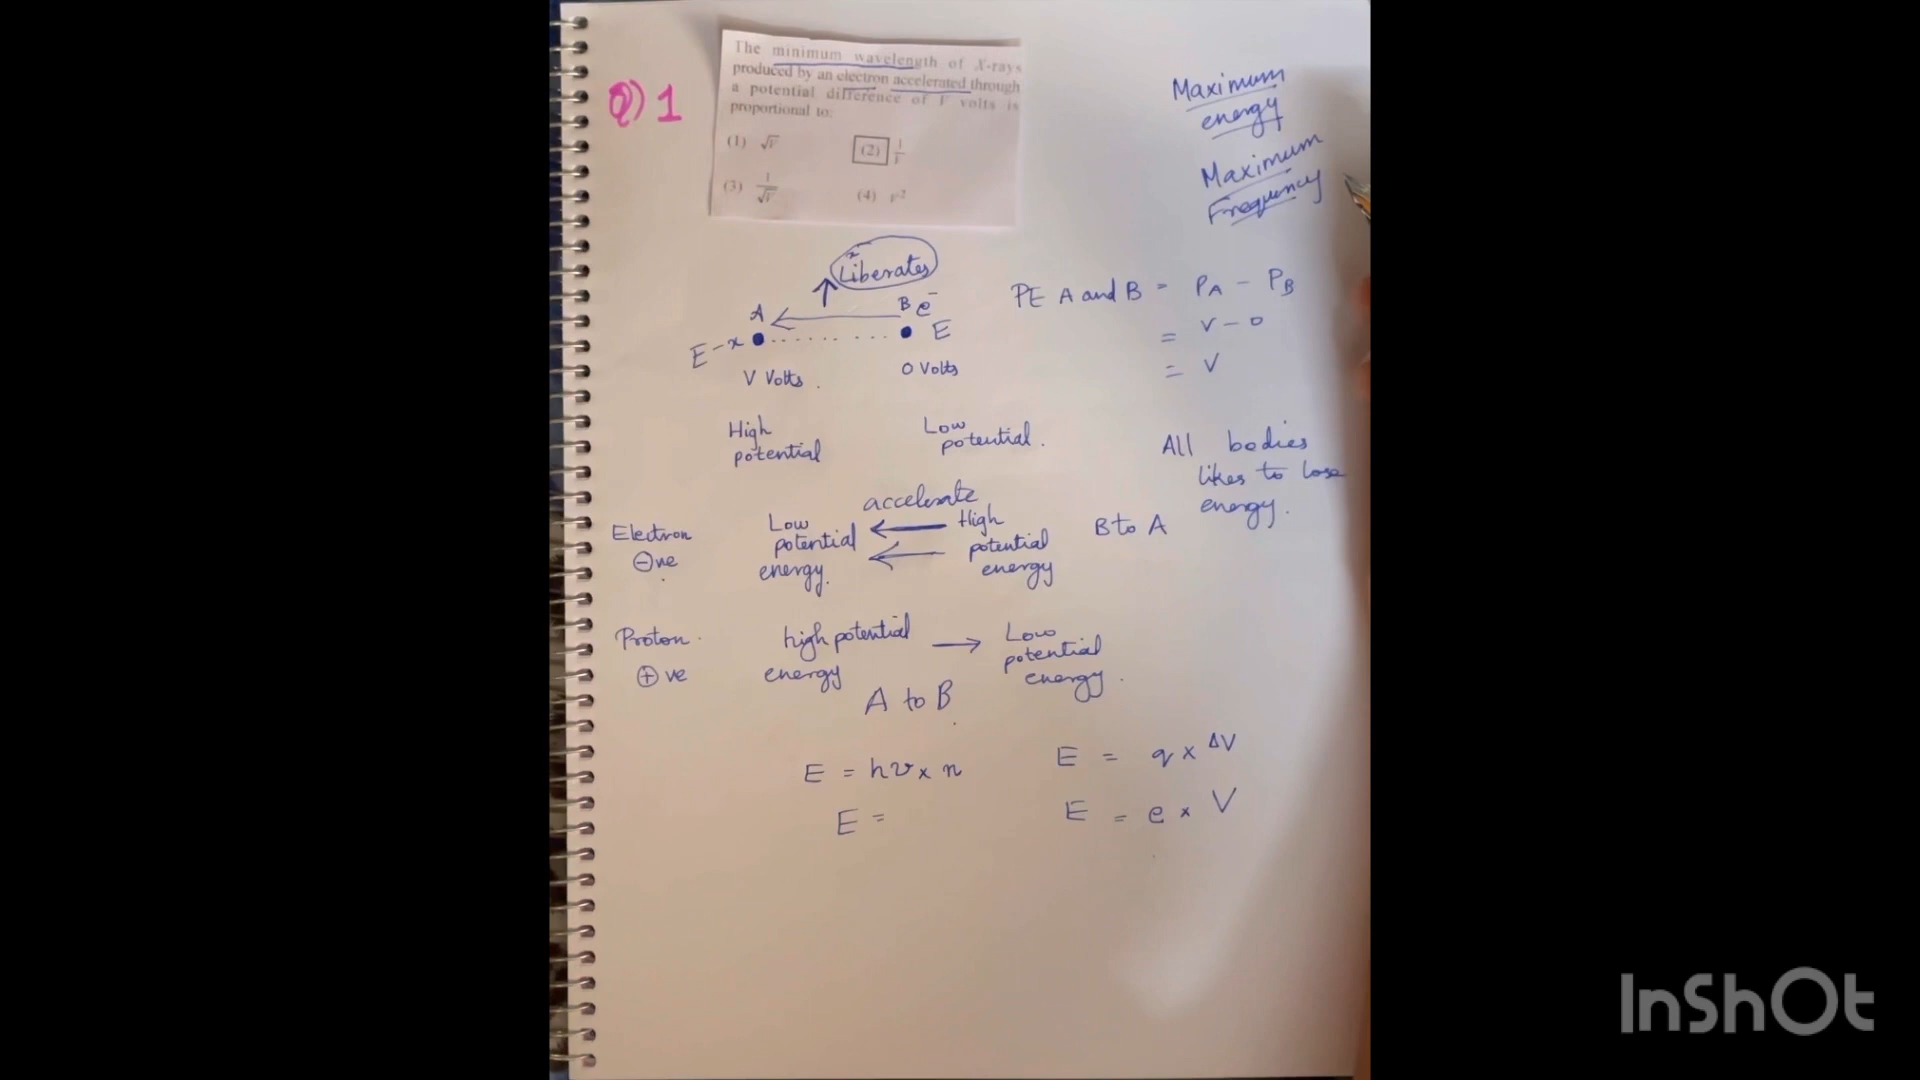 Q) 1
The minimum wavelength of X-rays
produced by an electron accelerated through
a potential difference of V volts is
proportional to:
(1) √V (2) 1/V
(3) 1/√V (4) V²
Maximum
energy
Maximum
Frequency
x
Liberates
A B e⁻
E-x E
V Volts . 0 Volts
PE A and B = PA - PB
= V - 0
= V
High
potential
Low
potential .
All bodies
likes to lose
energy .
accelerate
Electron
⊖ve
Low
potential
energy.
High
potential
energy
B to A
Proton .
⊕ ve
high potential
energy
→ Low
potential
energy .
A to B
E = hν x n
E =
E = q x ΔV
E = e x V
InShOt